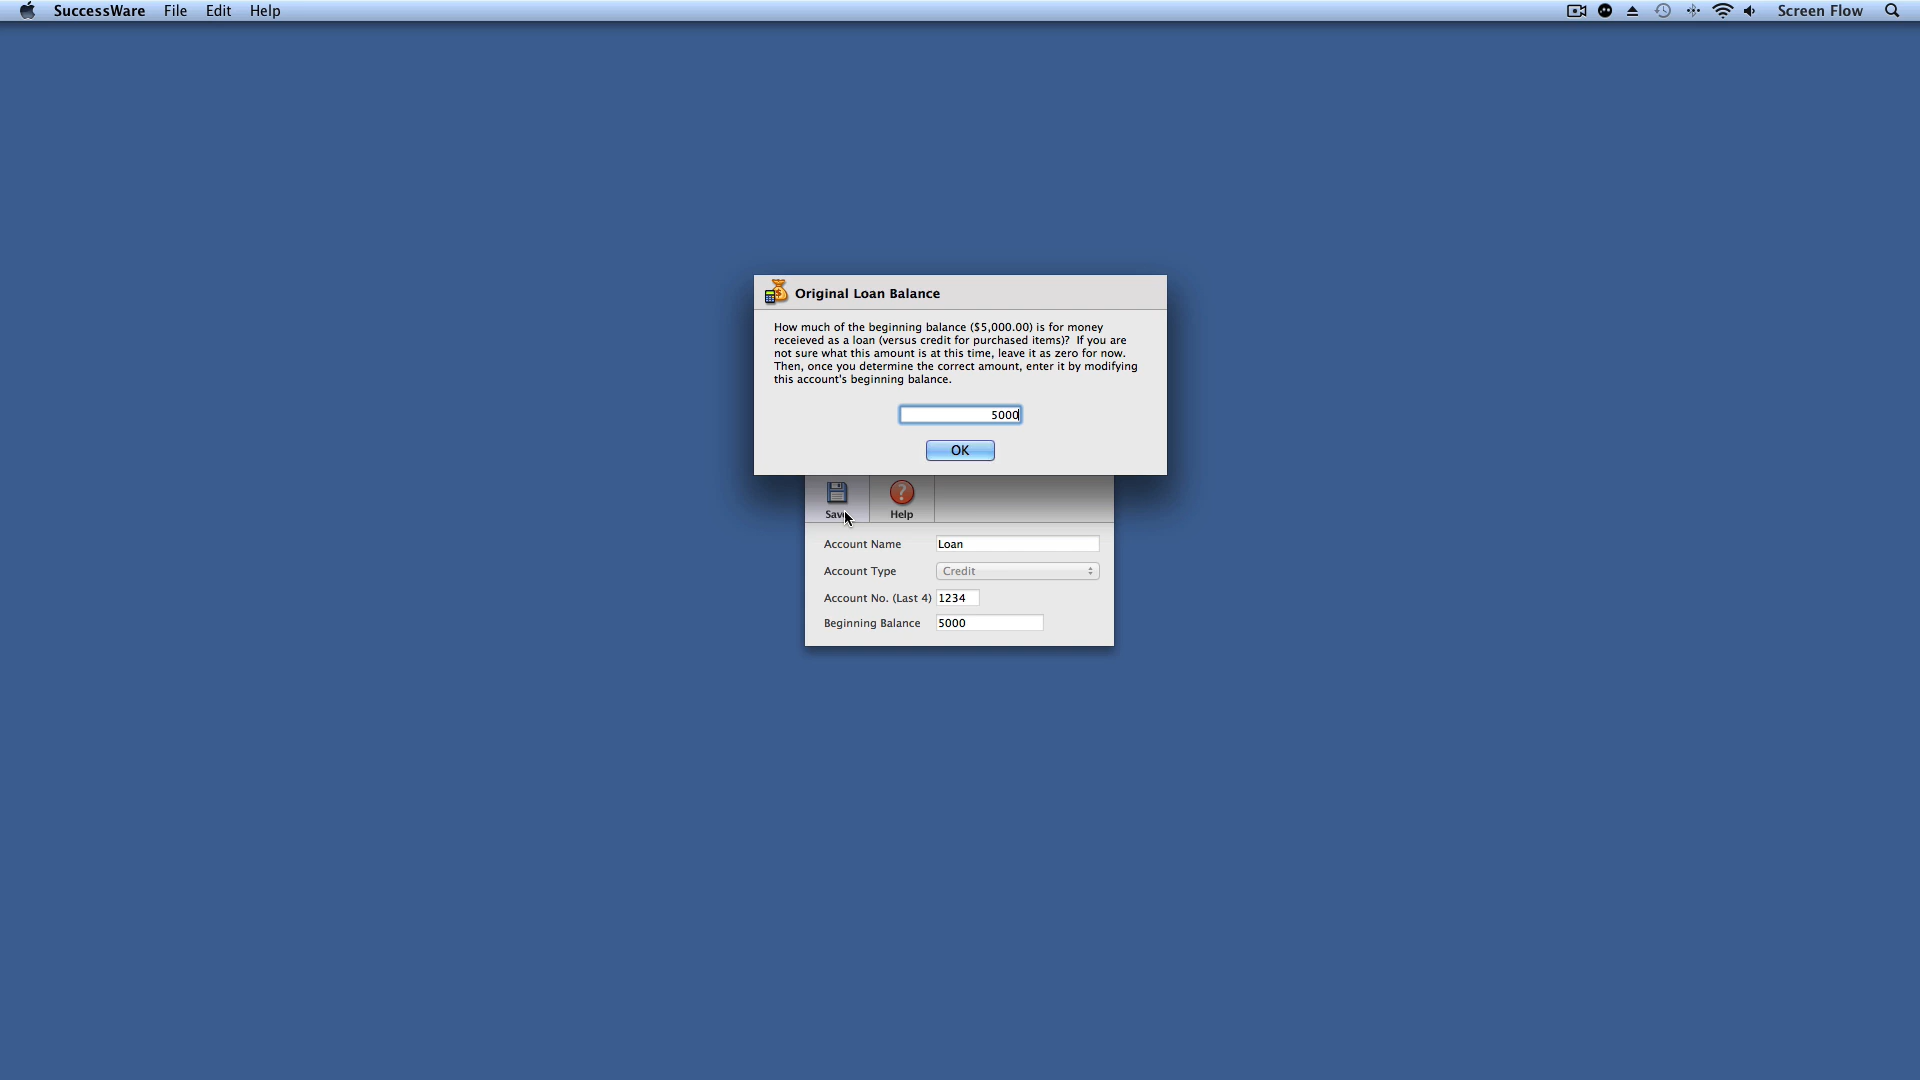 SuccessWare File Edit Help Screen Flow
Original Loan Balance
How much of the beginning balance ($5,000.00) is for money
receieved as a loan (versus credit for purchased items)? If you are
not sure what this amount is at this time, leave it as zero for now.
Then, once you determine the correct amount, enter it by modifying
this account's beginning balance.
5000
OK
Save Help
Account Name Loan
Account Type Credit
Account No. (Last 4) 1234
Beginning Balance 5000